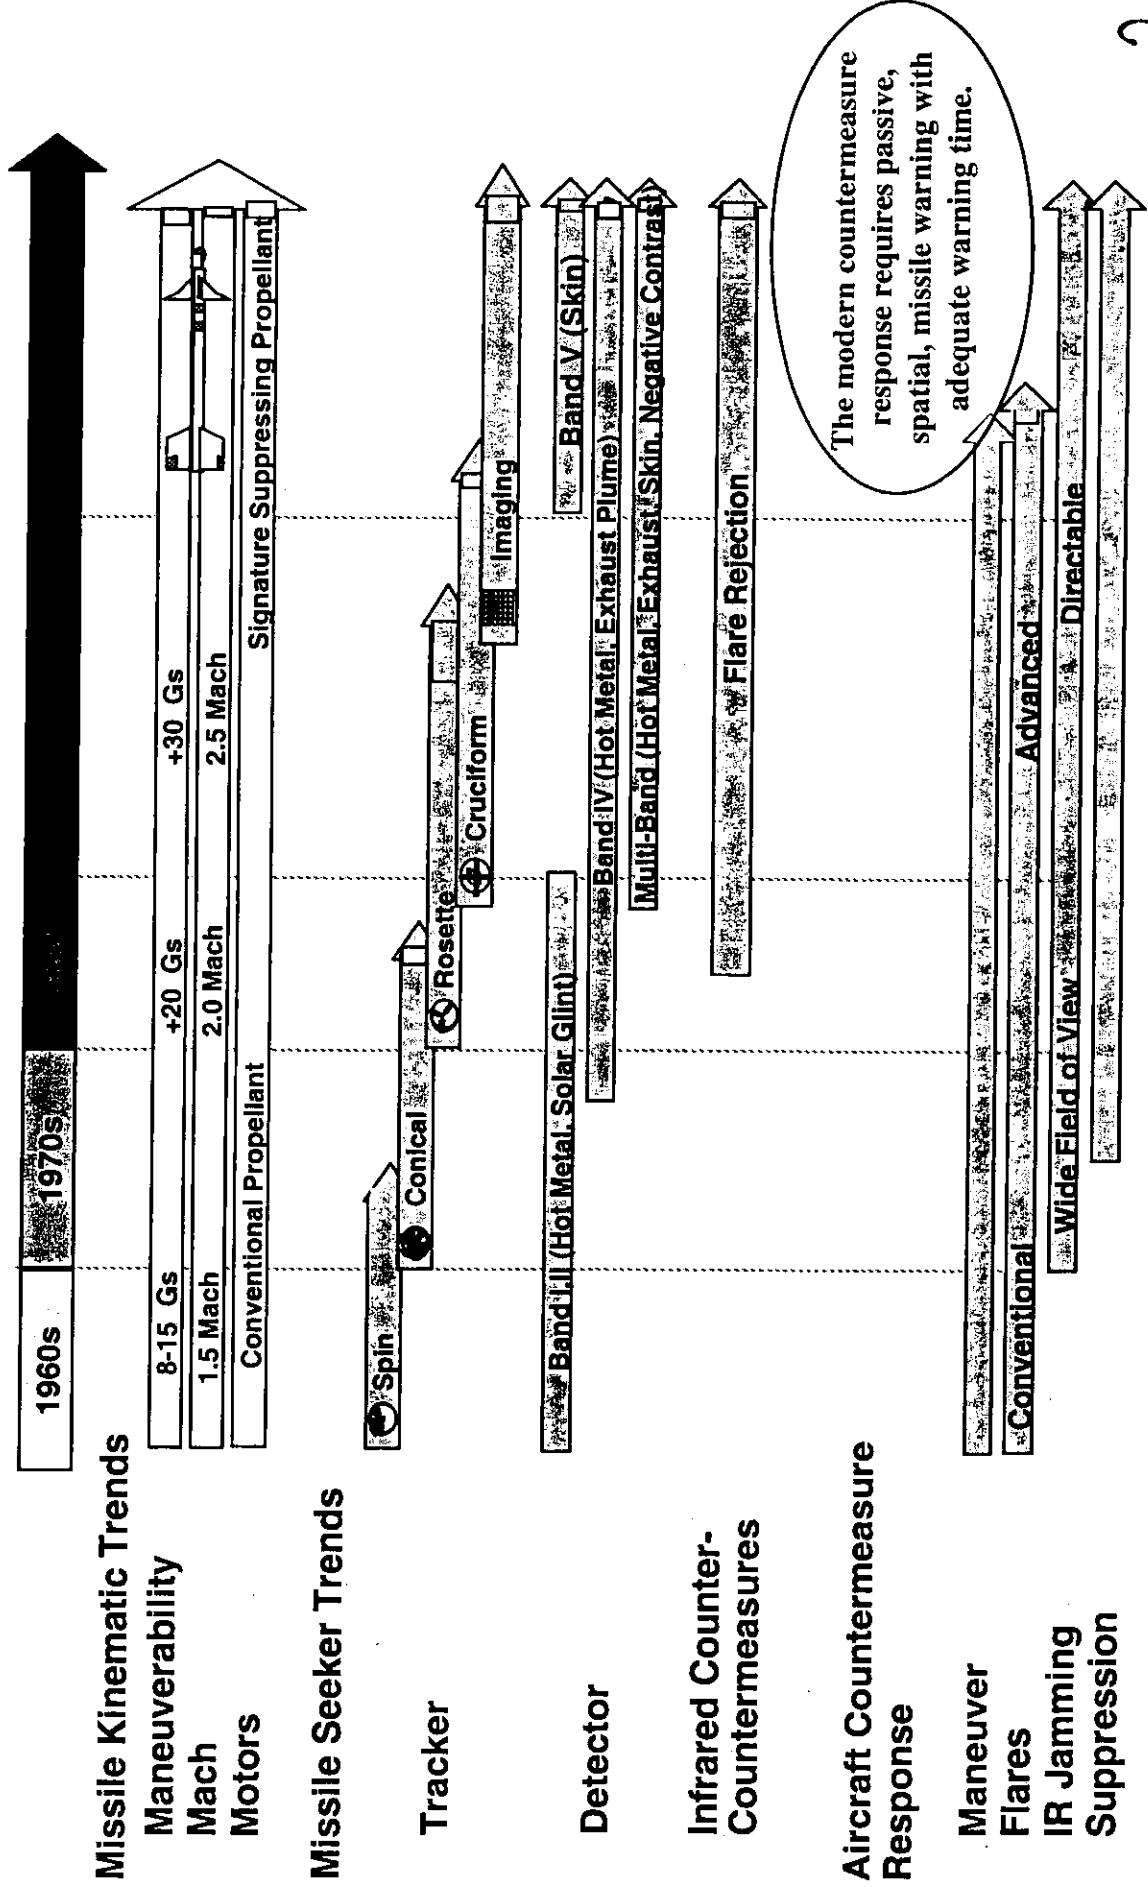 1960s
1970s
Missile Kinematic Trends
Maneuverability
8-15 Gs
+20 Gs
+30 Gs
Mach
1.5 Mach
2.0 Mach
2.5 Mach
Motors
Conventional Propellant
Signature Suppressing Propellant
Missile Seeker Trends
Tracker
Spin
Conical
Rosette
Cruciform
Imaging
Detector
Band I,II (Hot Metal, Solar Glint)
Band V (Skin)
Band IV (Hot Metal, Exhaust Plume)
Multi-Band (Hot Metal, Exhaust, Skin, Negative Contrast)
Infrared Counter-
Countermeasures
Flare Rejection
Aircraft Countermeasure
Response
The modern countermeasure
response requires passive,
spatial, missile warning with
adequate warning time.
Maneuver
Flares
Conventional
Advanced
IR Jamming
Wide Field of View
Directable
Suppression